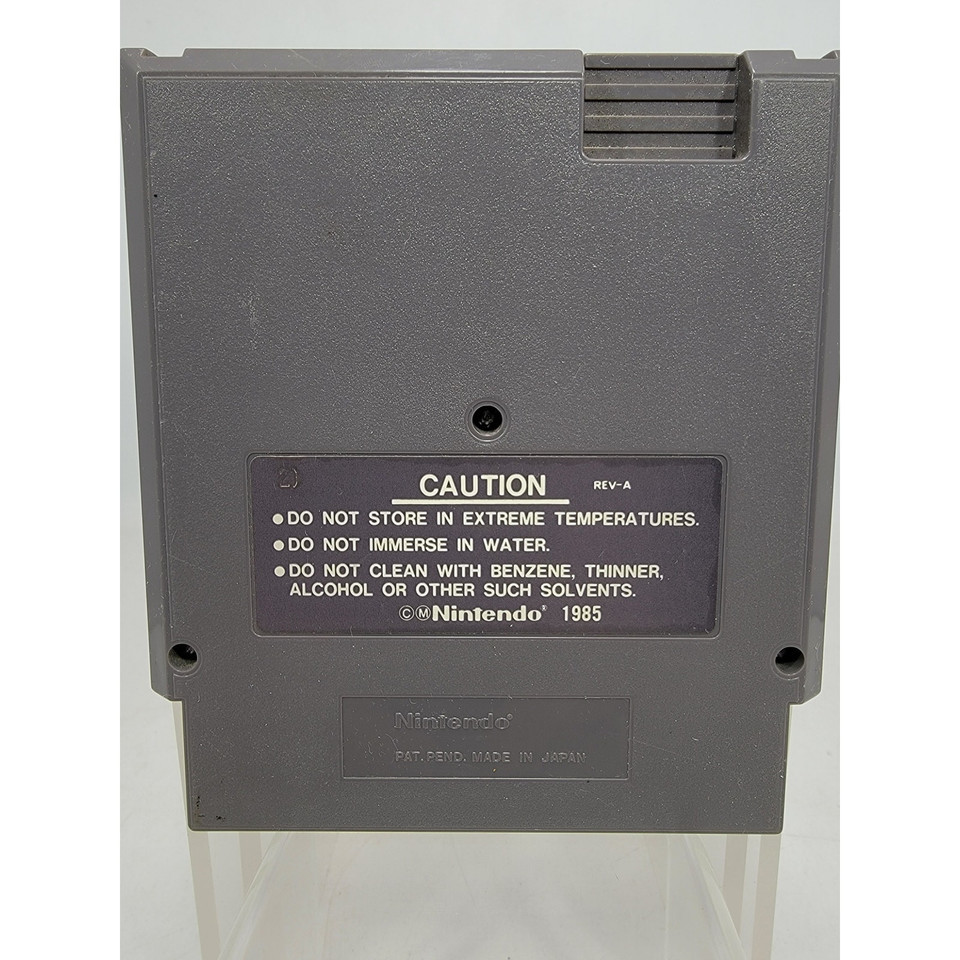 CAUTION REV-A
●DO NOT STORE IN EXTREME TEMPERATURES.
●DO NOT IMMERSE IN WATER.
●DO NOT CLEAN WITH BENZENE, THINNER,
ALCOHOL OR OTHER SUCH SOLVENTS.
©ⓂNintendo® 1985
Nintendo®
PAT. PEND. MADE IN JAPAN